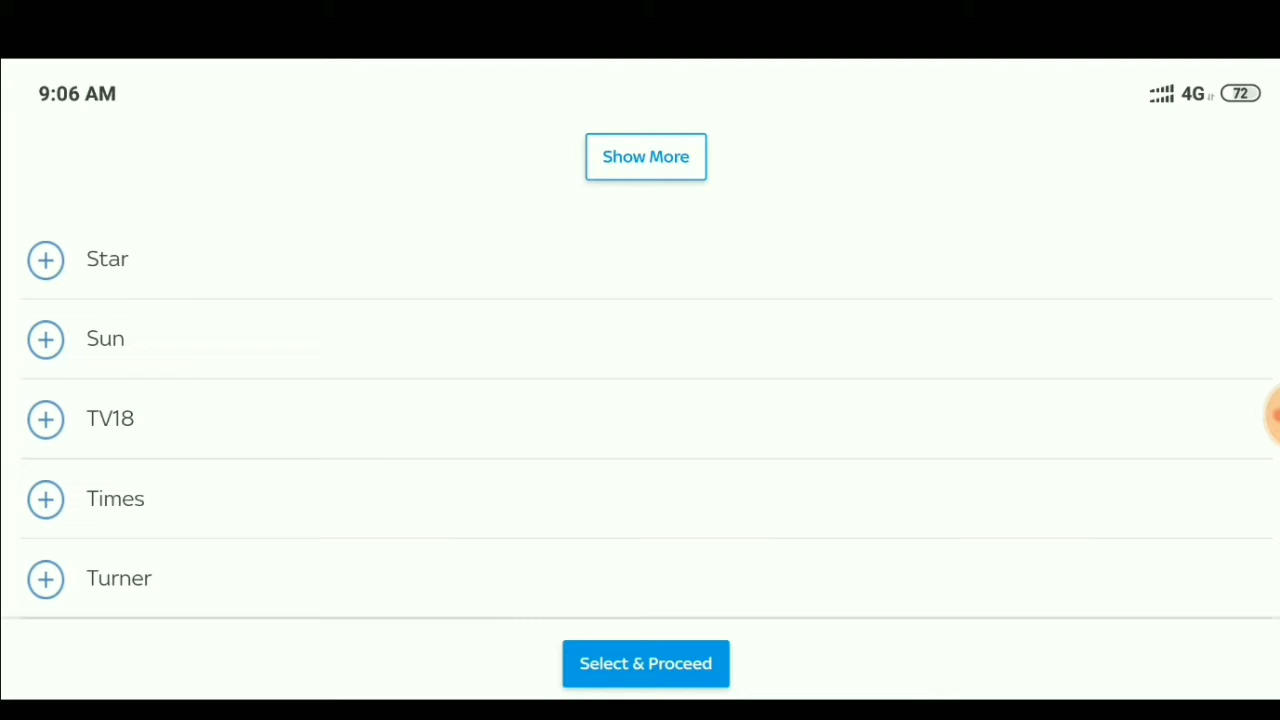 9:06 AM
4G
72
Show More
Star
Sun
TV18
Times
Turner
Select & Proceed